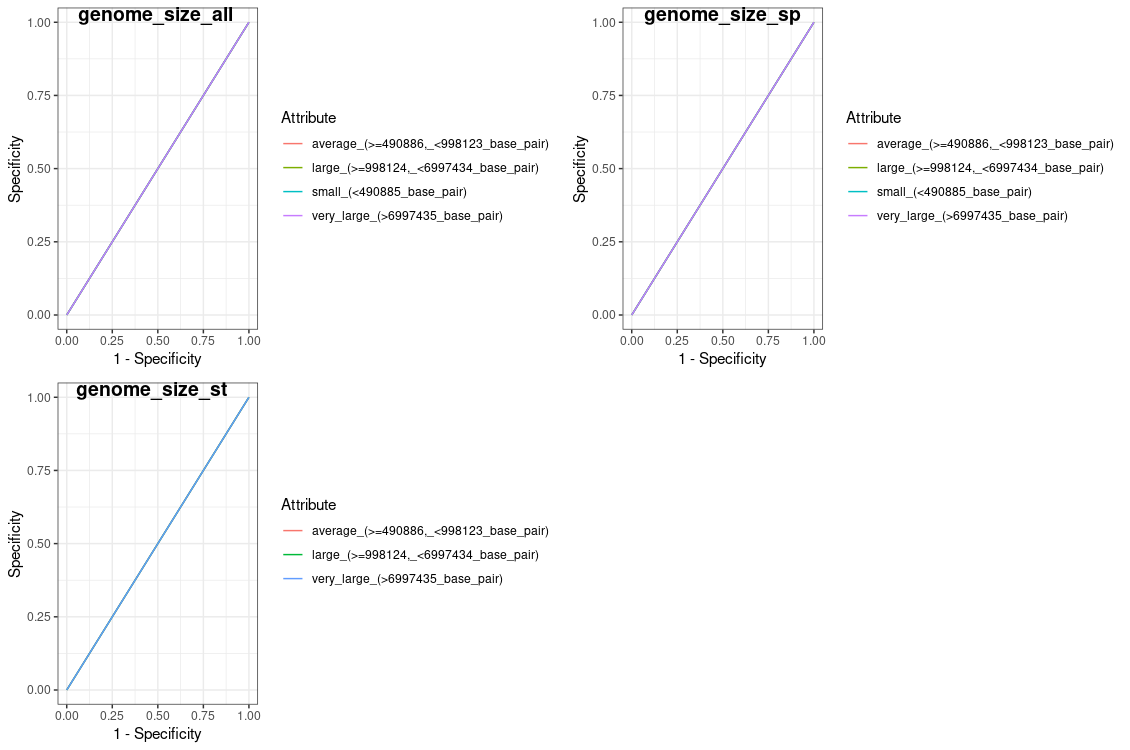 genome_size_all
1.00
0.75
0.50
0.25
0.00
Specificity
0.00 0.25 0.50 0.75 1.00
1 - Specificity
Attribute
average_(>=490886,_<998123_base_pair)
large_(>=998124,_<6997434_base_pair)
small_(<490885_base_pair)
very_large_(>6997435_base_pair)
genome_size_sp
1.00
0.75
0.50
0.25
0.00
Specificity
0.00 0.25 0.50 0.75 1.00
1 - Specificity
Attribute
average_(>=490886,_<998123_base_pair)
large_(>=998124,_<6997434_base_pair)
small_(<490885_base_pair)
very_large_(>6997435_base_pair)
genome_size_st
1.00
0.75
0.50
0.25
0.00
Specificity
0.00 0.25 0.50 0.75 1.00
1 - Specificity
Attribute
average_(>=490886,_<998123_base_pair)
large_(>=998124,_<6997434_base_pair)
very_large_(>6997435_base_pair)